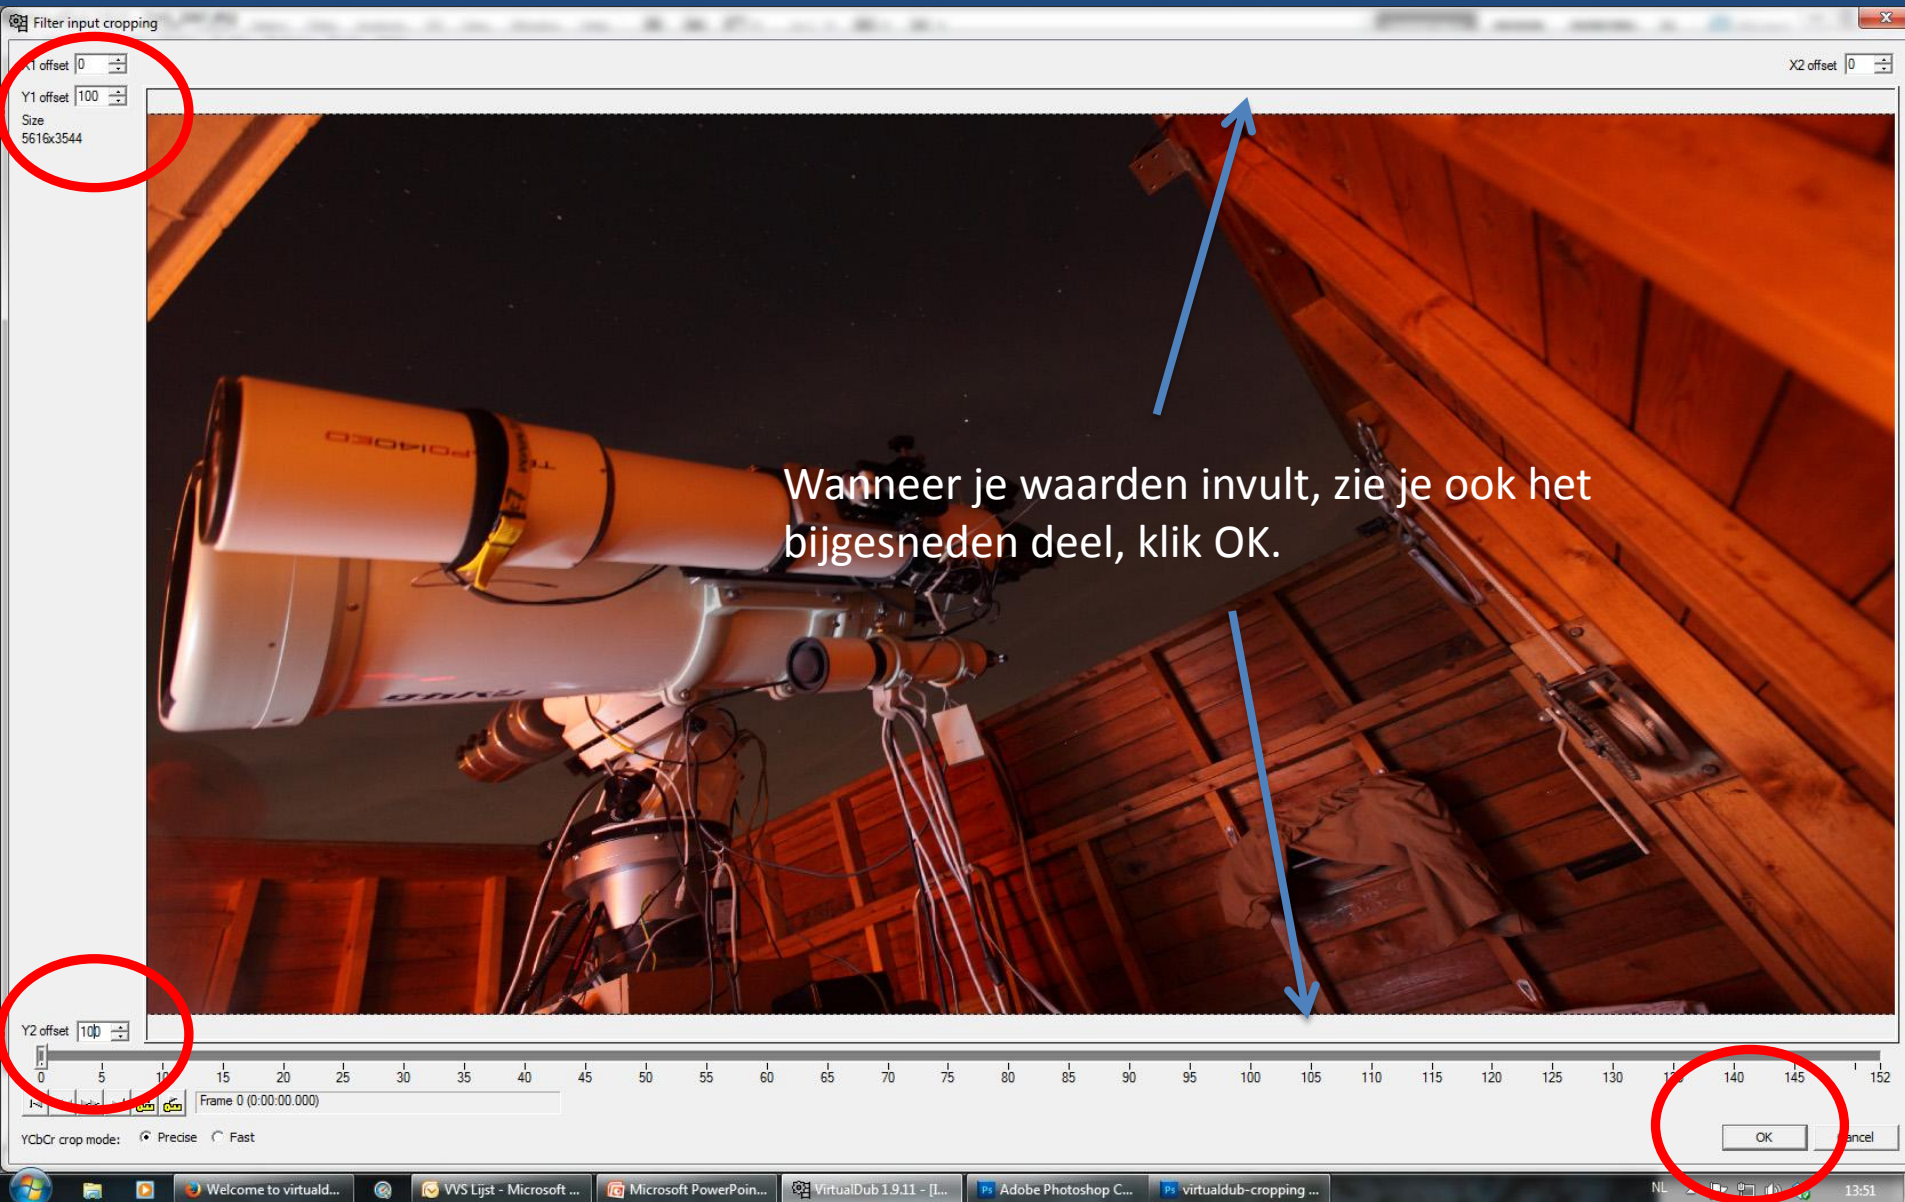 Filter input cropping
X1 offset 0
X2 offset 0
Y1 offset 100
Size
5616x3544
Wanneer je waarden invult, zie je ook het
bijgesneden deel, klik OK.
Y2 offset 100
0 5 10 15 20 25 30 35 40 45 50 55 60 65 70 75 80 85 90 95 100 105 110 115 120 125 130 135 140 145 152
Frame 0 (0:00:00.000)
YCbCr crop mode: Precise Fast
OK Cancel
Welcome to virtuald... VVS Lijst - Microsoft ... Microsoft PowerPoin... VirtualDub 1.9.11 - [I... Adobe Photoshop C... virtualdub-cropping ... NL 13:51